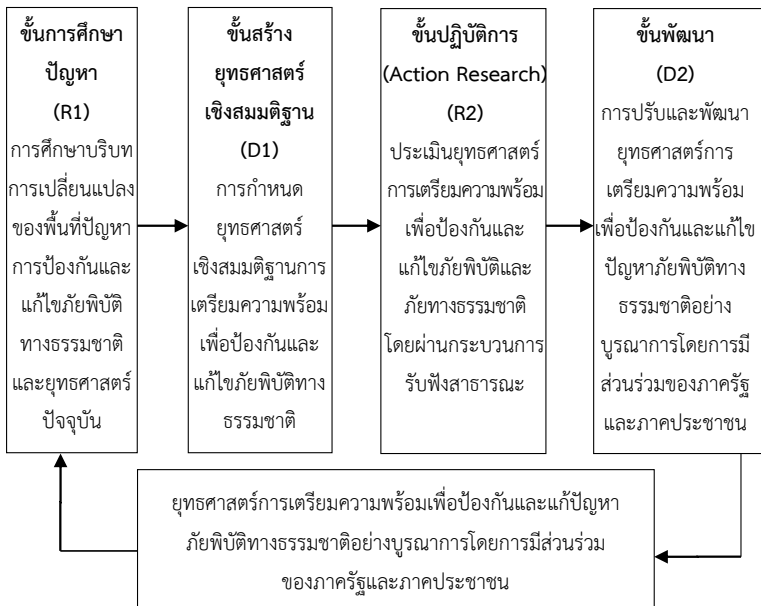 ขั้นการศึกษา
ปัญหา
(R1)
การศึกษาบริบท
การเปลี่ยนแปลง
ของพื้นที่ปัญหา
การป้องกันและ
แก้ไขภัยพิบัติ
ทางธรรมชาติ
และยุทธศาสตร์
ปัจจุบัน
ขั้นสร้าง
ยุทธศาสตร์
เชิงสมมติฐาน
(D1)
การกำหนด
ยุทธศาสตร์
เชิงสมมติฐานการ
เตรียมความพร้อม
เพื่อป้องกันและ
แก้ไขภัยพิบัติทาง
ธรรมชาติ
ขั้นปฏิบัติการ
(Action Research)
(R2)
ประเมินยุทธศาสตร์
การเตรียมความพร้อม
เพื่อป้องกันและ
แก้ไขภัยพิบัติและ
ภัยทางธรรมชาติ
โดยผ่านกระบวนการ
รับฟังสาธารณะ
ขั้นพัฒนา
(D2)
การปรับและพัฒนา
ยุทธศาสตร์การ
เตรียมความพร้อม
เพื่อป้องกันและแก้ไข
ปัญหาภัยพิบัติทาง
ธรรมชาติอย่าง
บูรณาการโดยการมี
ส่วนร่วมของภาครัฐ
และภาคประชาชน
ยุทธศาสตร์การเตรียมความพร้อมเพื่อป้องกันและแก้ปัญหา
ภัยพิบัติทางธรรมชาติอย่างบูรณาการโดยการมีส่วนร่วม
ของภาครัฐและภาคประชาชน